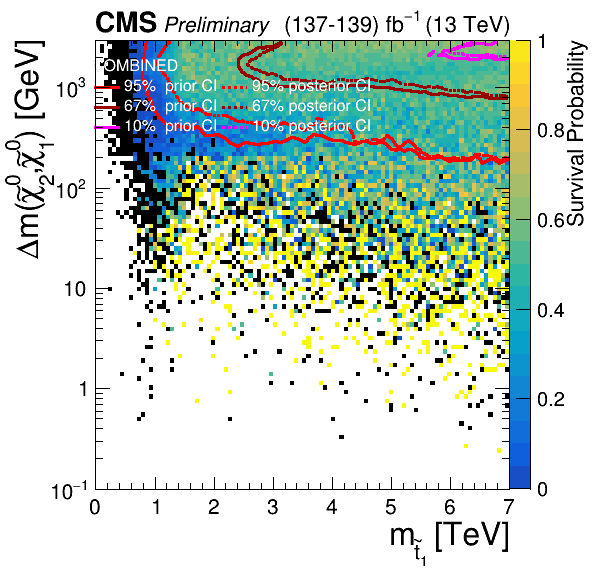 CMS Preliminary (137-139) fb⁻¹ (13 TeV)
OMBINED
95% prior CI 95% posterior CI
67% prior CI 67% posterior CI
10% prior CI 10% posterior CI
Δm(χ̃⁰₂,χ̃⁰₁) [GeV]
10³
10²
10
1
10⁻¹
0 1 2 3 4 5 6 7
m_t̃₁ [TeV]
1
0.8
0.6
0.4
0.2
0
Survival Probability